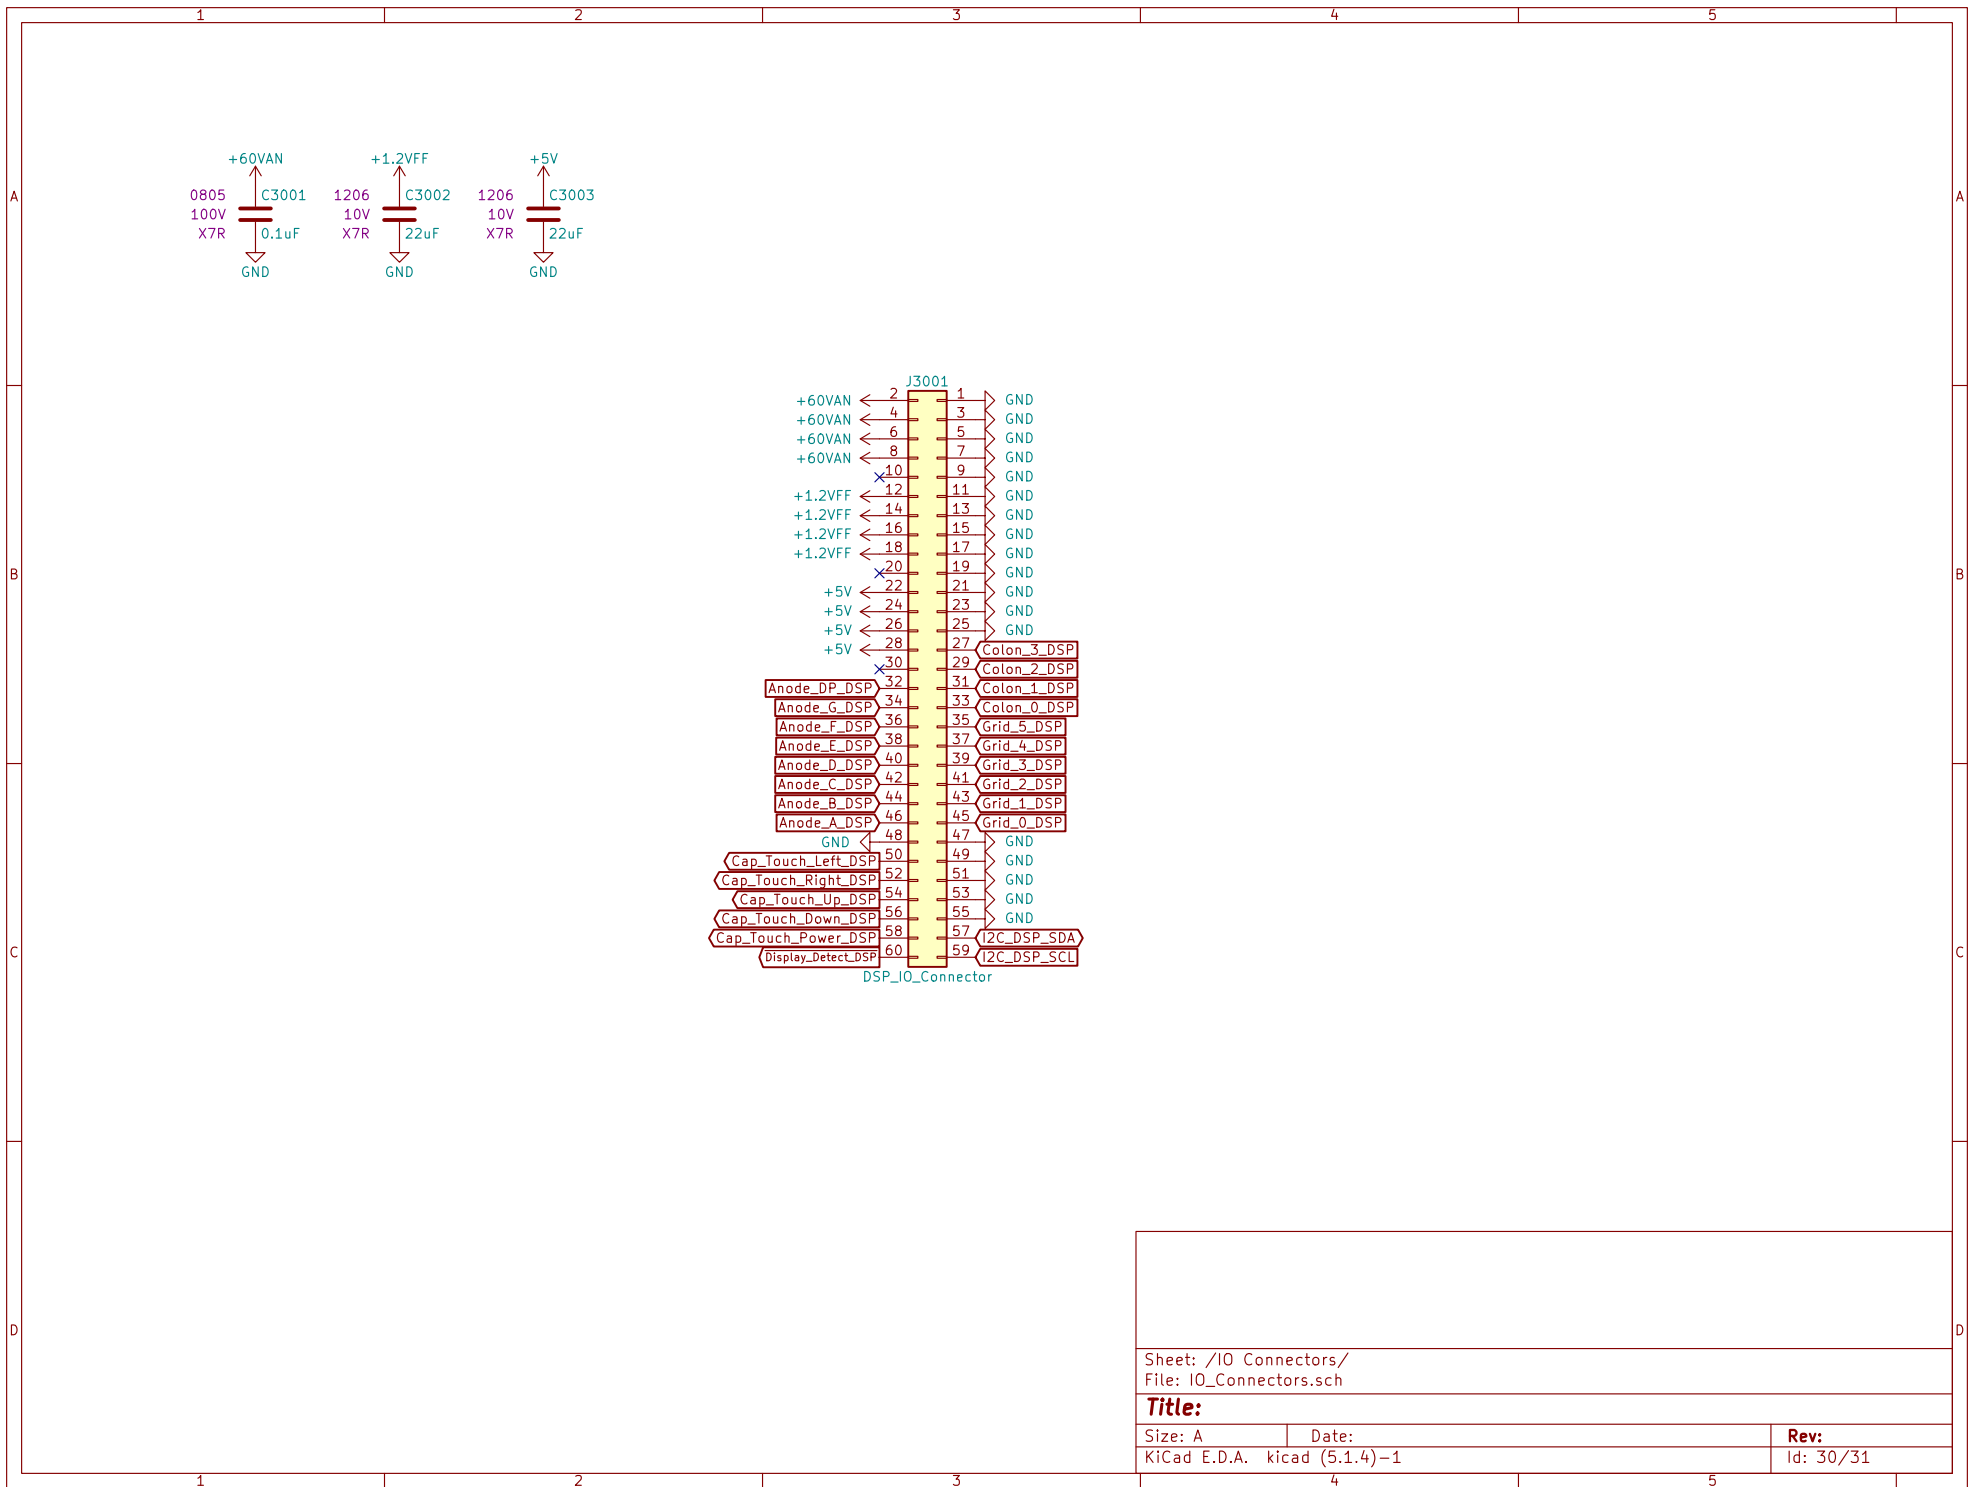 1 2 3 4 5
+60VAN +1.2VFF +5V
0805 C3001 1206 C3002 1206 C3003
A A
100V 10V 10V
X7R 0.1uF X7R 22uF X7R 22uF
GND GND GND
J3001
+60VAN 2 1 GND
+60VAN 4 3 GND
+60VAN 6 5 GND
+60VAN 8 7 GND
10 9 GND
+1.2VFF 12 11 GND
+1.2VFF 14 13 GND
+1.2VFF 16 15 GND
+1.2VFF 18 17 GND
B 20 19 GND B
+5V 22 21 GND
+5V 24 23 GND
+5V 26 25 GND
+5V 28 27 Colon_3_DSP
30 29 Colon_2_DSP
Anode_DP_DSP 32 31 Colon_1_DSP
Anode_G_DSP 34 33 Colon_0_DSP
Anode_F_DSP 36 35 Grid_5_DSP
Anode_E_DSP 38 37 Grid_4_DSP
Anode_D_DSP 40 39 Grid_3_DSP
Anode_C_DSP 42 41 Grid_2_DSP
Anode_B_DSP 44 43 Grid_1_DSP
Anode_A_DSP 46 45 Grid_0_DSP
GND 48 47 GND
Cap_Touch_Left_DSP 50 49 GND
Cap_Touch_Right_DSP 52 51 GND
Cap_Touch_Up_DSP 54 53 GND
Cap_Touch_Down_DSP 56 55 GND
Cap_Touch_Power_DSP 58 57 I2C_DSP_SDA
C Display_Detect_DSP 60 59 I2C_DSP_SCL C
DSP_IO_Connector
D D
Sheet: /IO Connectors/
File: IO_Connectors.sch
Title:
Size: A Date: Rev:
KiCad E.D.A. kicad (5.1.4)-1 Id: 30/31
1 2 3 4 5